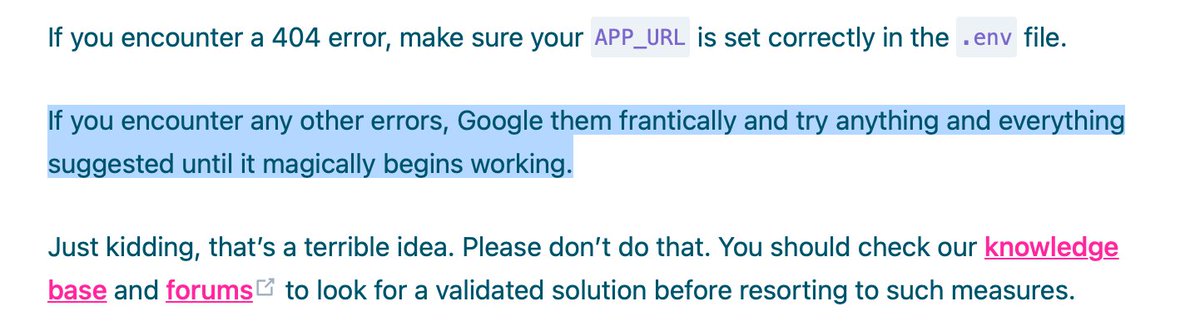 If you encounter a 404 error, make sure your APP_URL is set correctly in the .env file.
If you encounter any other errors, Google them frantically and try anything and everything
suggested until it magically begins working.
Just kidding, that’s a terrible idea. Please don’t do that. You should check our knowledge
base and forums to look for a validated solution before resorting to such measures.